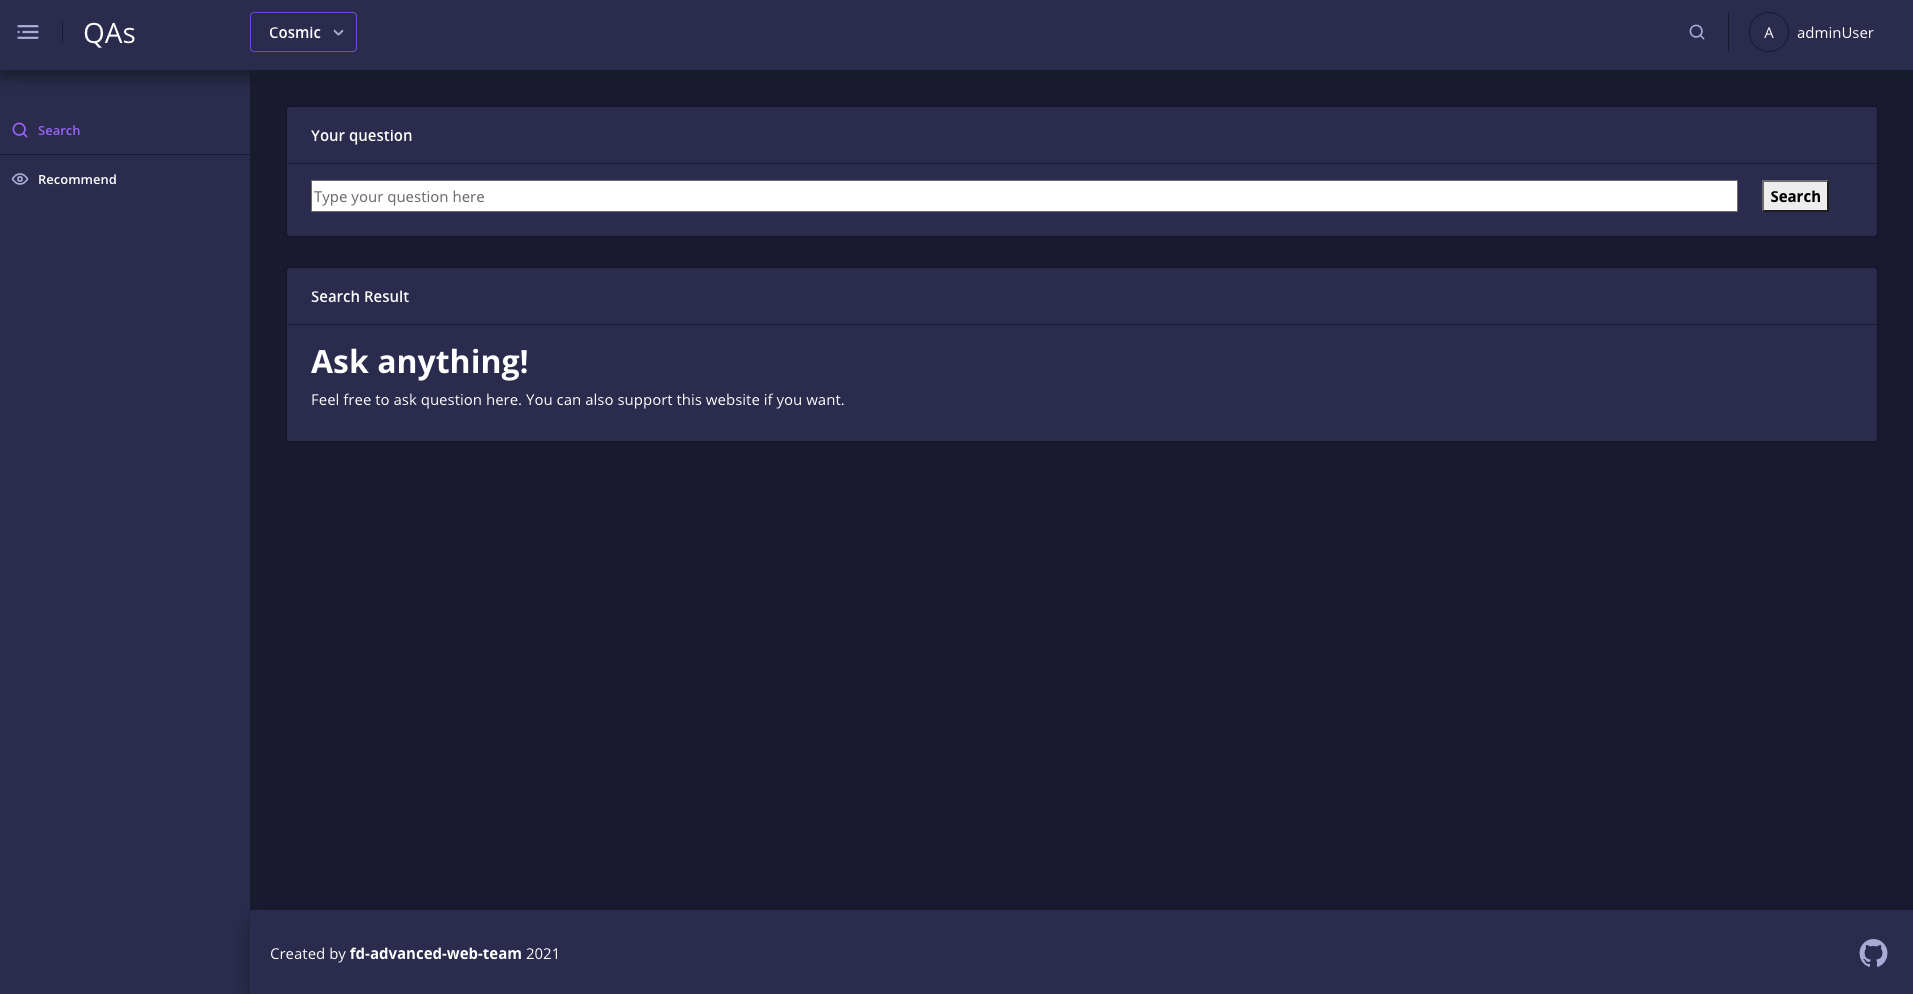 QAs
Cosmic
A
adminUser
Search
Recommend
Your question
Type your question here
Search
Search Result
Ask anything!
Feel free to ask question here. You can also support this website if you want.
Created by fd-advanced-web-team 2021